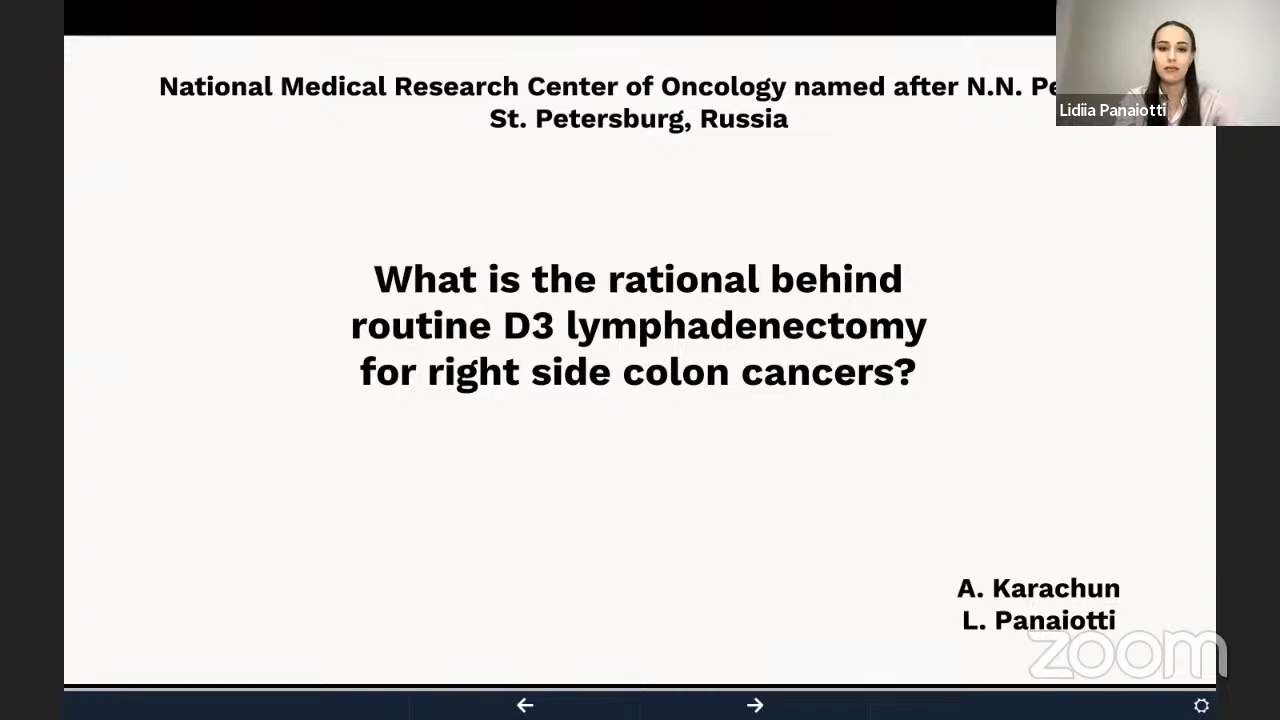 National Medical Research Center of Oncology named after N.N.
St. Petersburg, Russia
Lidiia Panaiotti
What is the rational behind
routine D3 lymphadenectomy
for right side colon cancers?
A. Karachun
L. Panaiotti
zoom